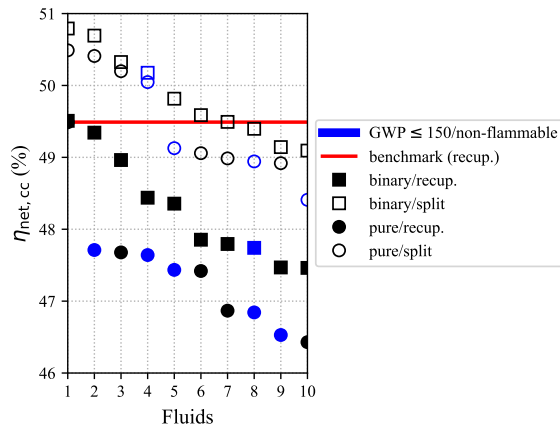 51
50
49
48
47
46
η_net, cc (%)
1 2 3 4 5 6 7 8 9 10
Fluids
GWP ≤ 150/non-flammable
benchmark (recup.)
binary/recup.
binary/split
pure/recup.
pure/split